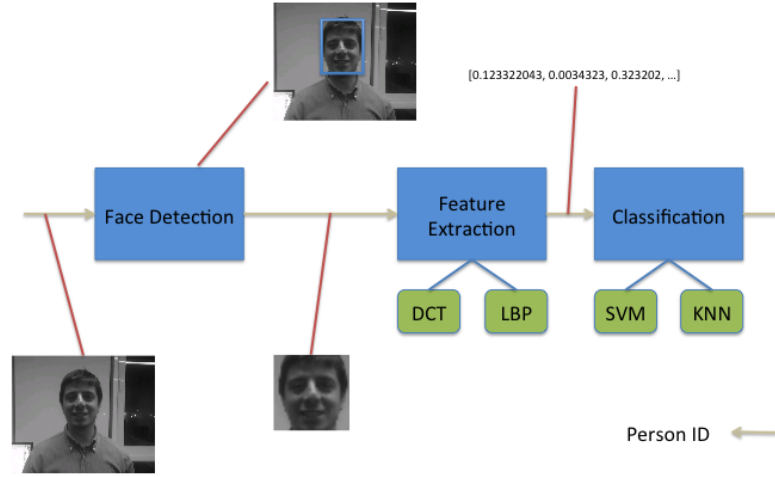 [0.123322043, 0.0034323, 0.323202, ...]
Face Detection
Feature
Extraction
Classification
DCT
LBP
SVM
KNN
Person ID